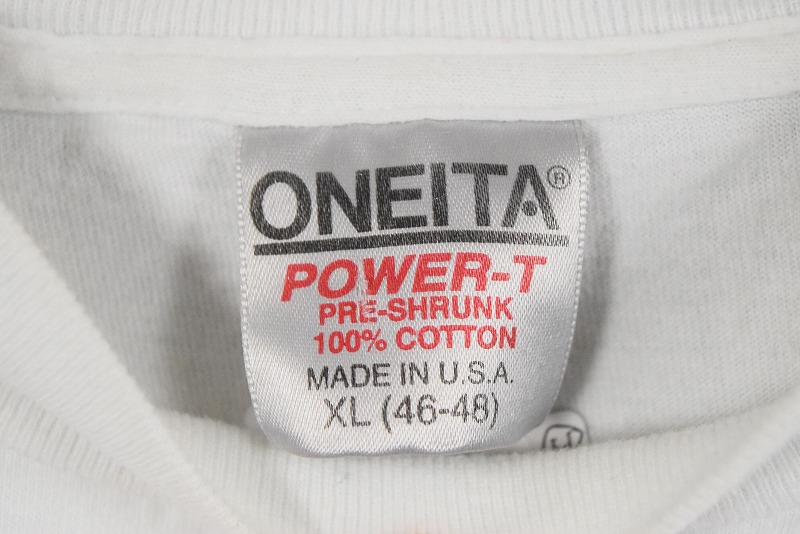 ONEITA®
POWER-T
PRE-SHRUNK
100% COTTON
MADE IN U.S.A.
XL (46-48)